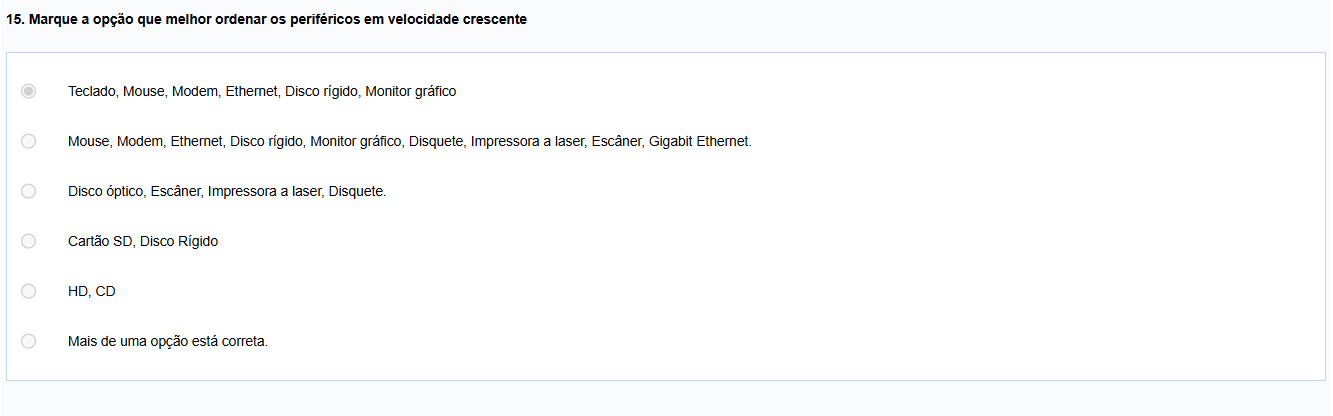 15. Marque a opção que melhor ordenar os periféricos em velocidade crescente
Teclado, Mouse, Modem, Ethernet, Disco rígido, Monitor gráfico
Mouse, Modem, Ethernet, Disco rígido, Monitor gráfico, Disquete, Impressora a laser, Escâner, Gigabit Ethernet.
Disco óptico, Escâner, Impressora a laser, Disquete.
Cartão SD, Disco Rígido
HD, CD
Mais de uma opção está correta.